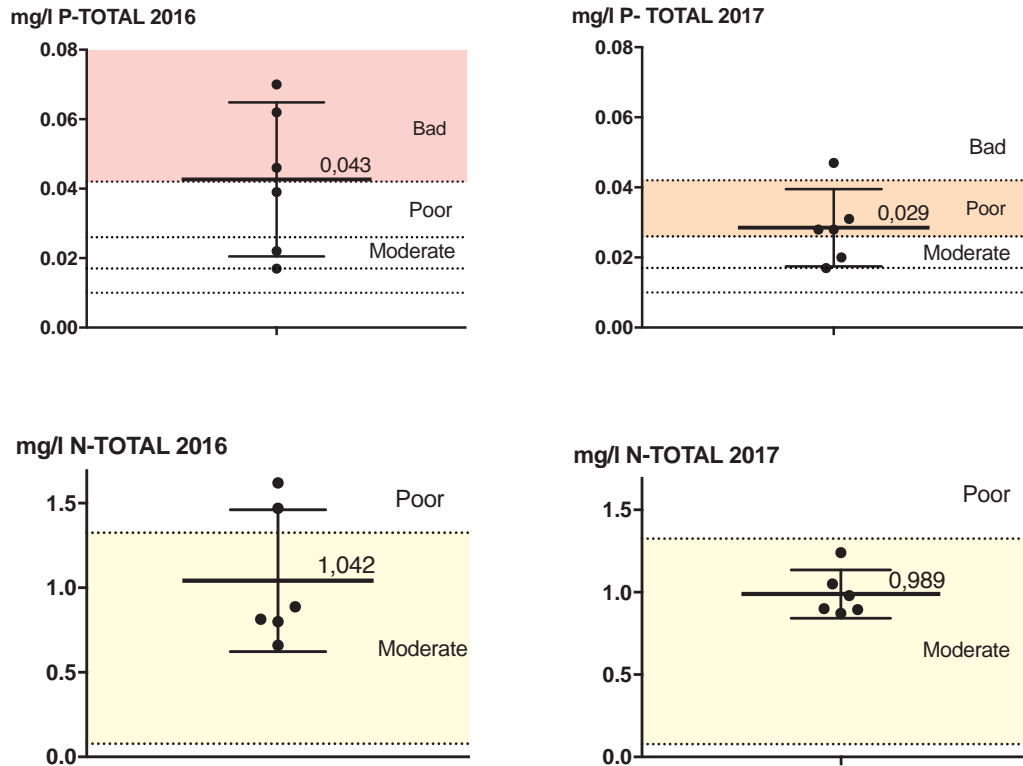 mg/l P-TOTAL 2016
0.08
0.06
Bad
0,043
0.04
Poor
Moderate
0.02
0.00
mg/l P- TOTAL 2017
0.08
0.06
Bad
0.04
0,029
Poor
Moderate
0.02
0.00
mg/l N-TOTAL 2016
Poor
1.5
1,042
1.0
Moderate
0.5
0.0
mg/l N-TOTAL 2017
Poor
1.5
0,989
1.0
Moderate
0.5
0.0